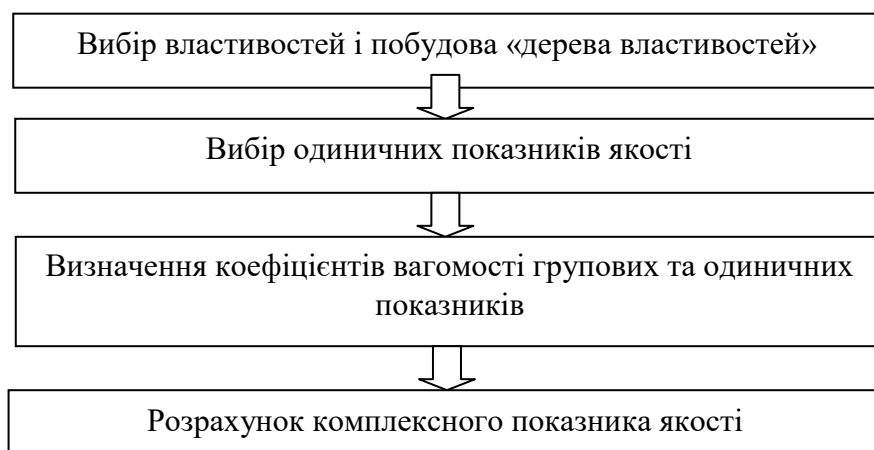 Вибір властивостей і побудова «дерева властивостей»
Вибір одиничних показників якості
Визначення коефіцієнтів вагомості групових та одиничних
показників
Розрахунок комплексного показника якості